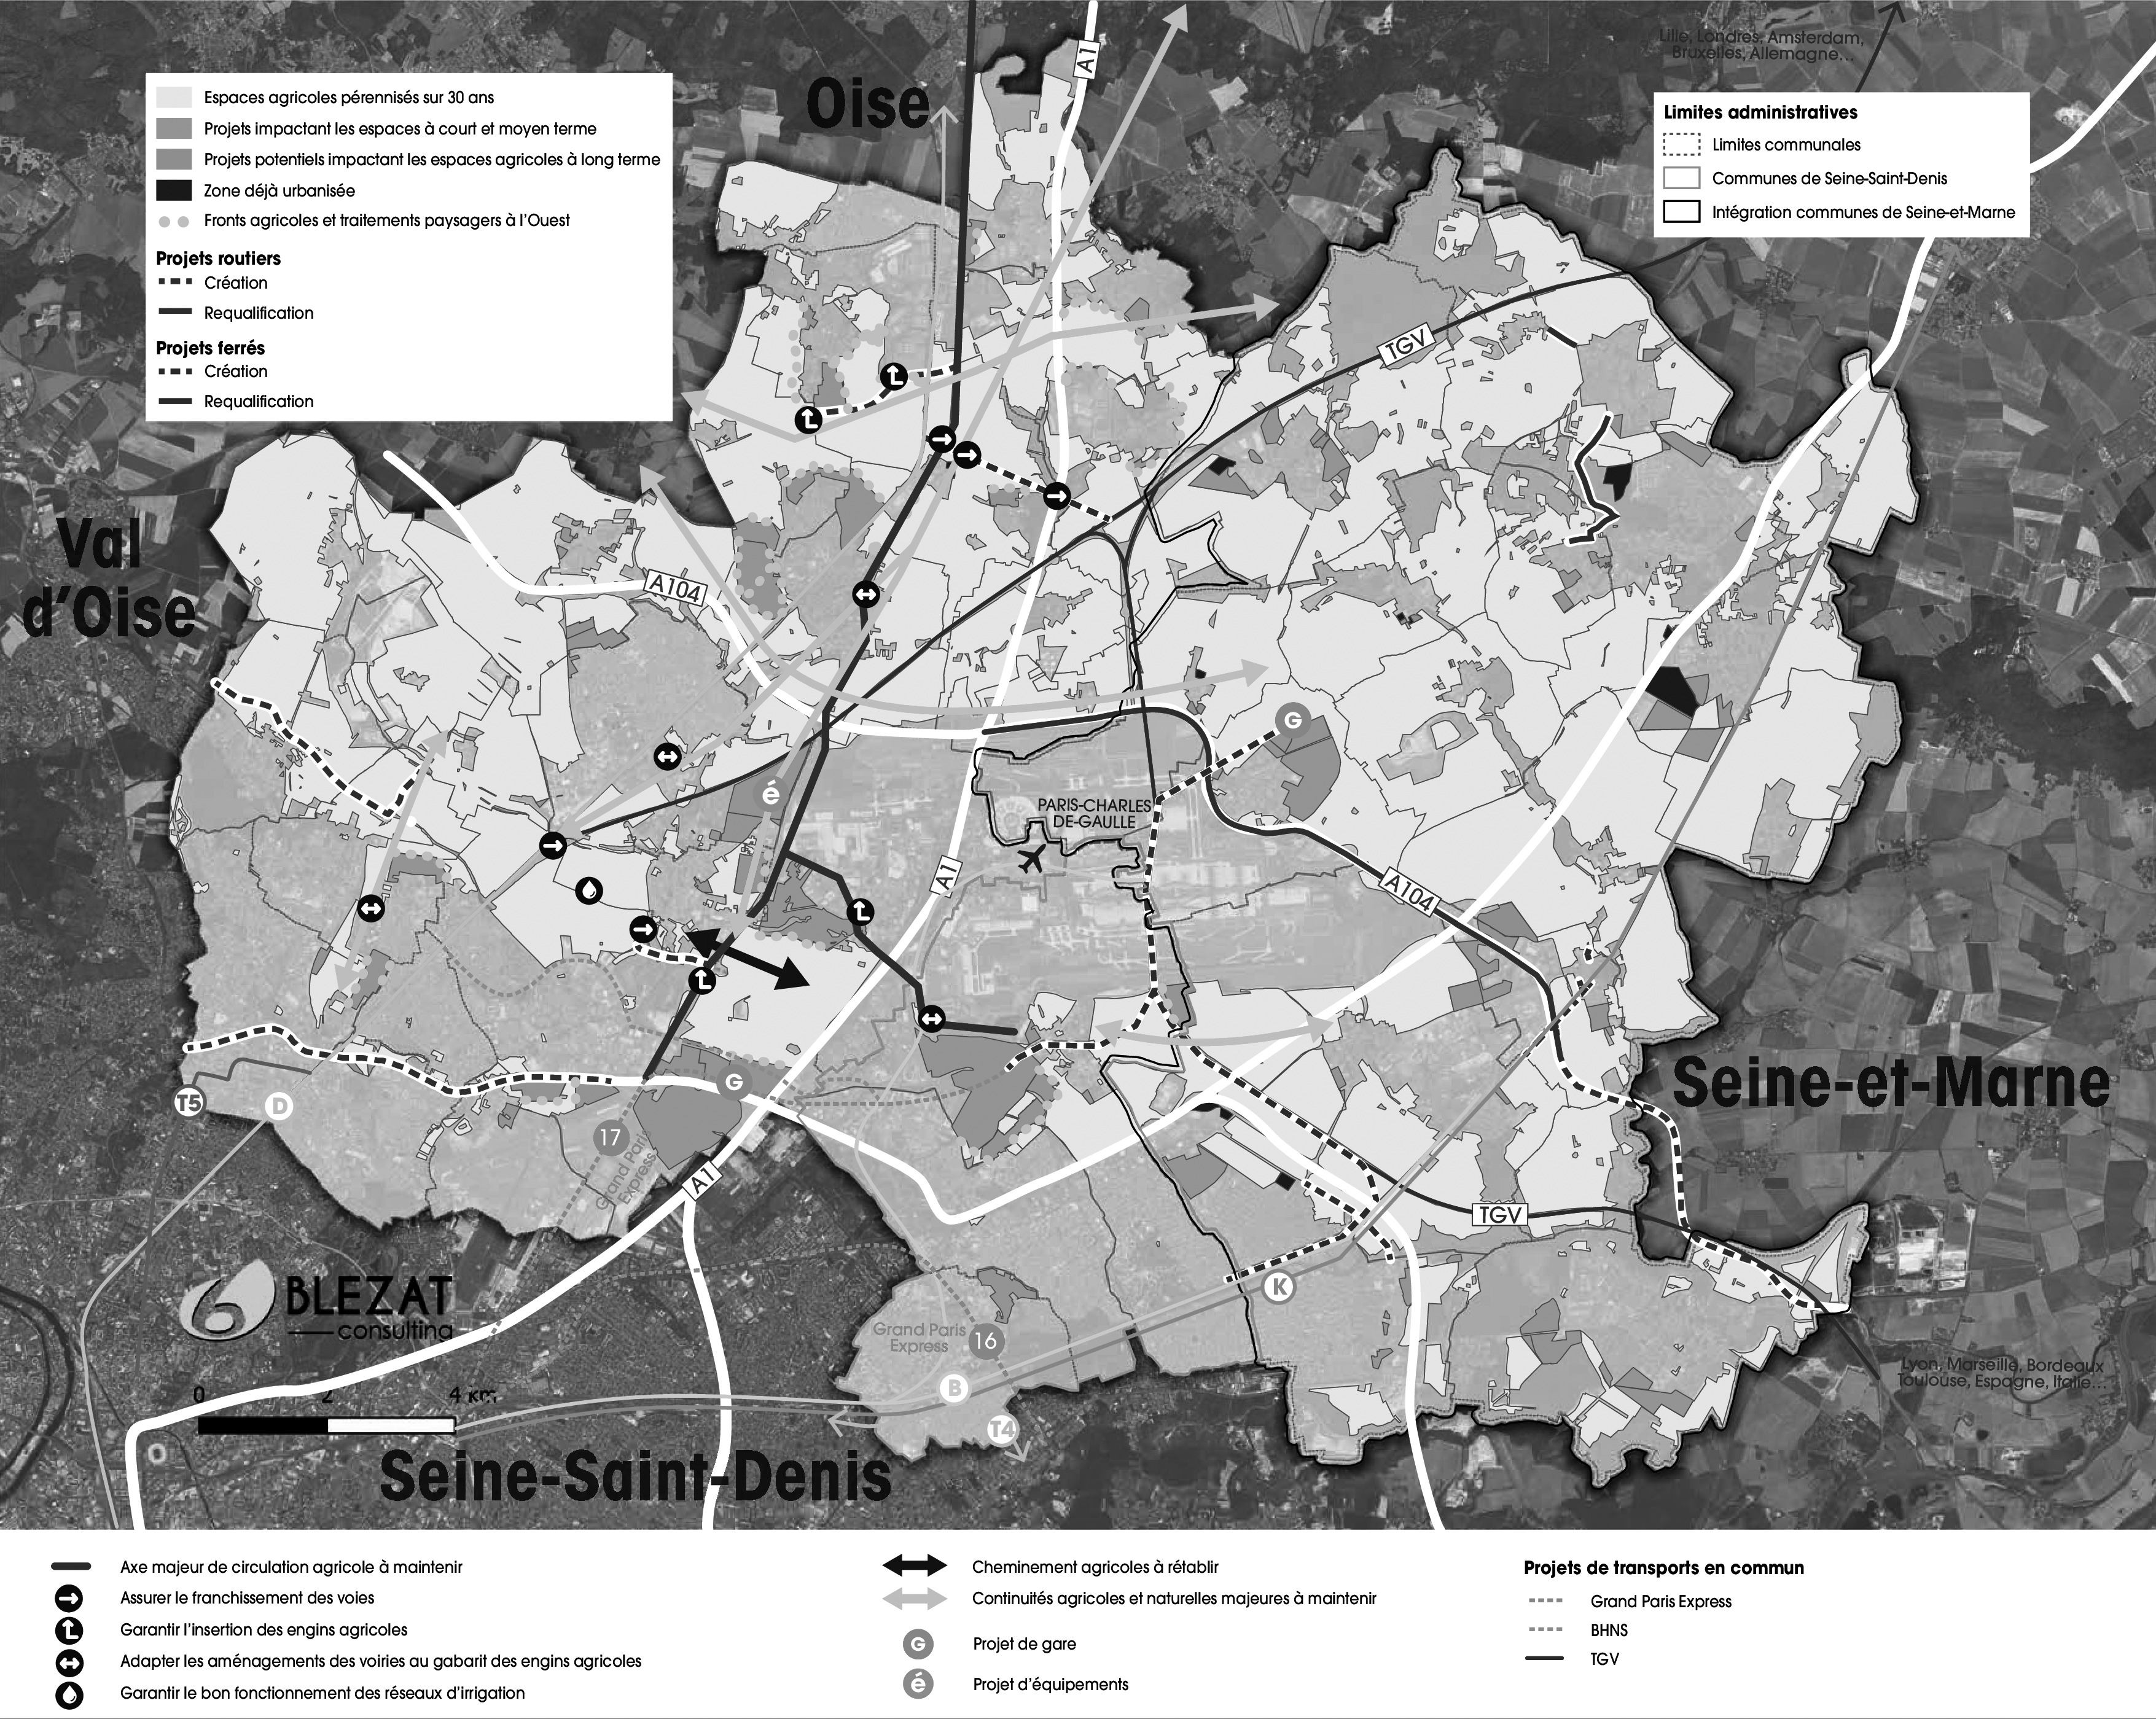 Lille, Londres, Amsterdam,
Bruxelles, Allemagne...
A1
Oise
Espaces agricoles pérennisés sur 30 ans
Projets impactant les espaces à court et moyen terme
Projets potentiels impactant les espaces agricoles à long terme
Zone déjà urbanisée
Fronts agricoles et traitements paysagers à l'Ouest
Projets routiers
Création
Requalification
Projets ferrés
Création
Requalification
Limites administratives
Limites communales
Communes de Seine-Saint-Denis
Intégration communes de Seine-et-Marne
TGV
Val
d'Oise
A104
G
é
PARIS-CHARLES
DE-GAULLE
A1
A104
Seine-et-Marne
G
T5
D
17
Grand Paris
Express
A1
TGV
K
BLEZAT
consulting
Grand Paris
Express
16
B
T4
Lyon, Marseille, Bordeaux
Toulouse, Espagne, Italie...
0 2 4 km
Seine-Saint-Denis
Axe majeur de circulation agricole à maintenir
Assurer le franchissement des voies
Garantir l'insertion des engins agricoles
Adapter les aménagements des voiries au gabarit des engins agricoles
Garantir le bon fonctionnement des réseaux d'irrigation
Cheminement agricoles à rétablir
Continuités agricoles et naturelles majeures à maintenir
G Projet de gare
é Projet d'équipements
Projets de transports en commun
Grand Paris Express
BHNS
TGV